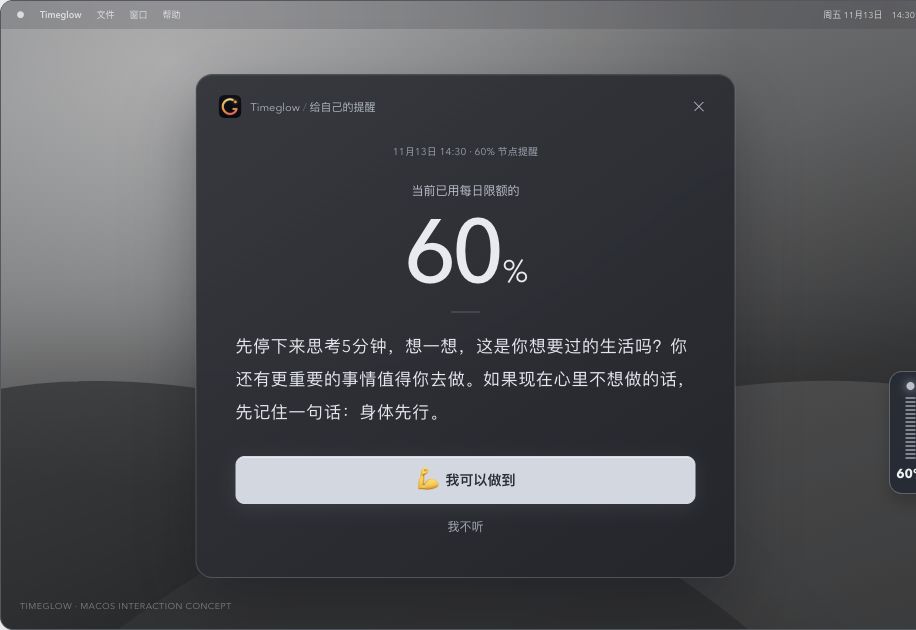 Timeglow 文件 窗口 帮助 周五 11月13日 14:30
Timeglow / 给自己的提醒
11月13日 14:30 · 60% 节点提醒
当前已用每日限额的
60%
先停下来思考5分钟，想一想，这是你想要过的生活吗？你
还有更重要的事情值得你去做。如果现在心里不想做的话，
先记住一句话：身体先行。
60%
💪 我可以做到
我不听
TIMEGLOW · MACOS INTERACTION CONCEPT